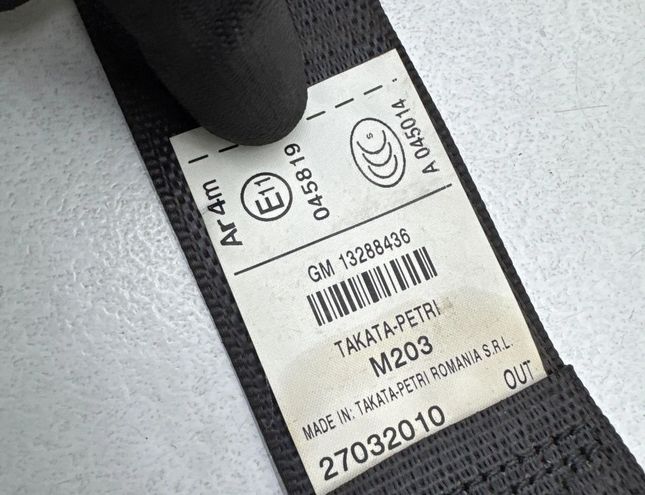 Ar4m
E11
045819
CCC S
A 045014
GM 13288436
TAKATA-PETRI
M203
MADE IN: TAKATA-PETRI ROMANIA S.R.L.
27032010 OUT